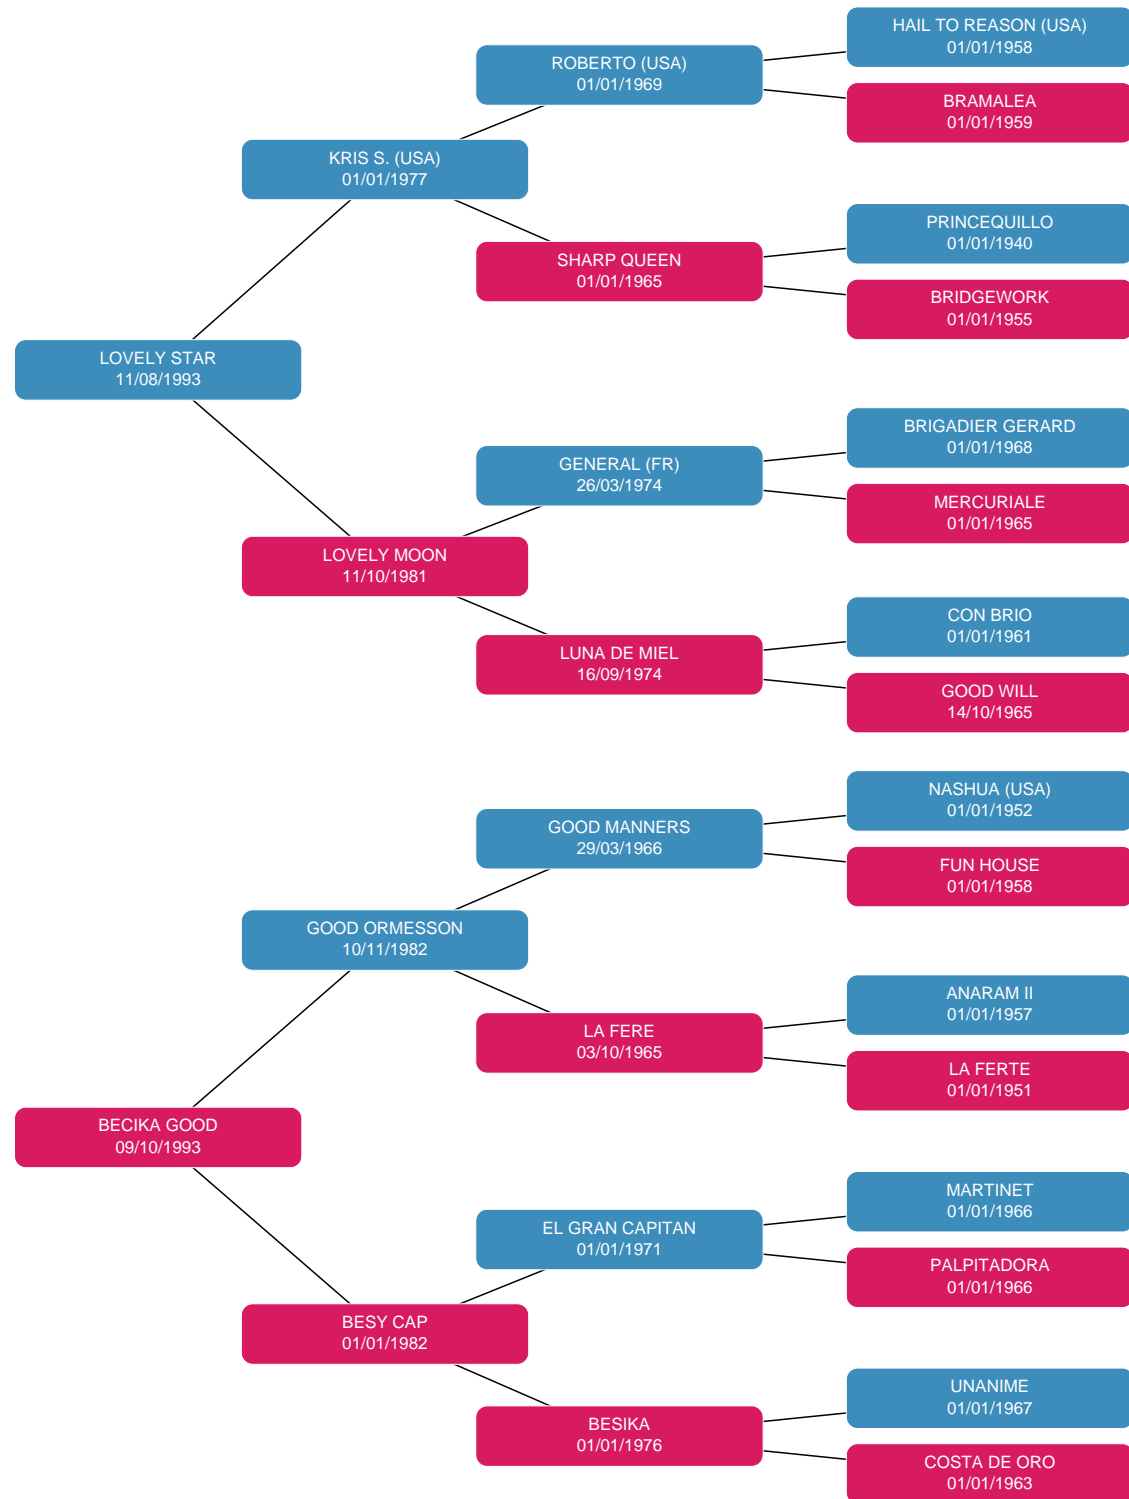 HAIL TO REASON (USA)
01/01/1958
ROBERTO (USA)
01/01/1969
BRAMALEA
01/01/1959
KRIS S. (USA)
01/01/1977
PRINCEQUILLO
01/01/1940
SHARP QUEEN
01/01/1965
BRIDGEWORK
01/01/1955
LOVELY STAR
11/08/1993
BRIGADIER GERARD
01/01/1968
GENERAL (FR)
26/03/1974
MERCURIALE
01/01/1965
LOVELY MOON
11/10/1981
CON BRIO
01/01/1961
LUNA DE MIEL
16/09/1974
GOOD WILL
14/10/1965
NASHUA (USA)
01/01/1952
GOOD MANNERS
29/03/1966
FUN HOUSE
01/01/1958
GOOD ORMESSON
10/11/1982
ANARAM II
01/01/1957
LA FERE
03/10/1965
LA FERTE
01/01/1951
BECIKA GOOD
09/10/1993
MARTINET
01/01/1966
EL GRAN CAPITAN
01/01/1971
PALPITADORA
01/01/1966
BESY CAP
01/01/1982
UNANIME
01/01/1967
BESIKA
01/01/1976
COSTA DE ORO
01/01/1963